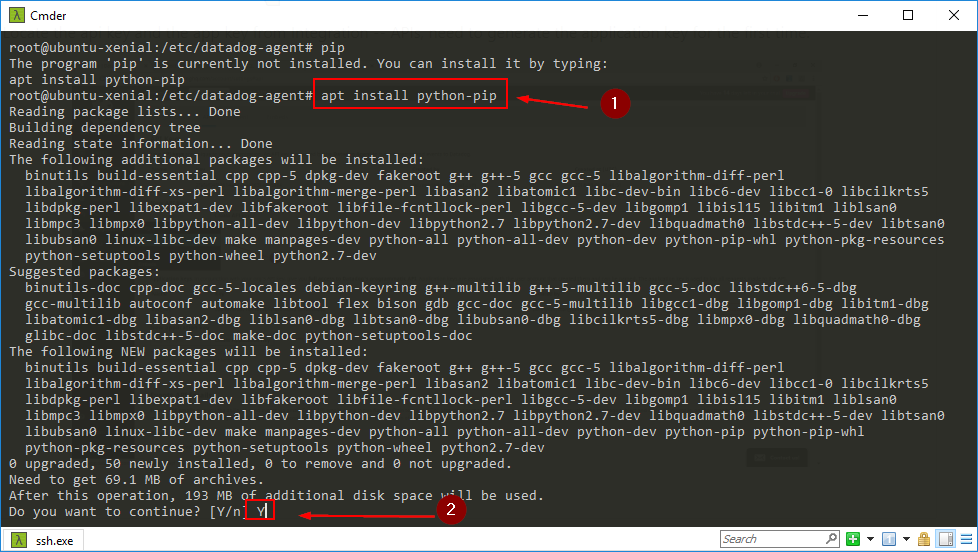 Cmder
root@ubuntu-xenial:/etc/datadog-agent# pip
The program 'pip' is currently not installed. You can install it by typing:
apt install python-pip
root@ubuntu-xenial:/etc/datadog-agent# apt install python-pip
1
Reading package lists... Done
Building dependency tree
Reading state information... Done
The following additional packages will be installed:
binutils build-essential cpp cpp-5 dpkg-dev fakeroot g++ g++-5 gcc gcc-5 libalgorithm-diff-perl
libalgorithm-diff-xs-perl libalgorithm-merge-perl libasan2 libatomic1 libc-dev-bin libc6-dev libcc1-0 libcilkrts5
libdpkg-perl libexpat1-dev libfakeroot libfile-fcntllock-perl libgcc-5-dev libgomp1 libisl15 libitm1 liblsan0
libmpc3 libmpx0 libpython-all-dev libpython-dev libpython2.7 libpython2.7-dev libquadmath0 libstdc++-5-dev libtsan0
libubsan0 linux-libc-dev make manpages-dev python-all python-all-dev python-dev python-pip-whl python-pkg-resources
python-setuptools python-wheel python2.7-dev
Suggested packages:
binutils-doc cpp-doc gcc-5-locales debian-keyring g++-multilib g++-5-multilib gcc-5-doc libstdc++6-5-dbg
gcc-multilib autoconf automake libtool flex bison gdb gcc-doc gcc-5-multilib libgcc1-dbg libgomp1-dbg libitm1-dbg
libatomic1-dbg libasan2-dbg liblsan0-dbg libtsan0-dbg libubsan0-dbg libcilkrts5-dbg libmpx0-dbg libquadmath0-dbg
glibc-doc libstdc++-5-doc make-doc python-setuptools-doc
The following NEW packages will be installed:
binutils build-essential cpp cpp-5 dpkg-dev fakeroot g++ g++-5 gcc gcc-5 libalgorithm-diff-perl
libalgorithm-diff-xs-perl libalgorithm-merge-perl libasan2 libatomic1 libc-dev-bin libc6-dev libcc1-0 libcilkrts5
libdpkg-perl libexpat1-dev libfakeroot libfile-fcntllock-perl libgcc-5-dev libgomp1 libisl15 libitm1 liblsan0
libmpc3 libmpx0 libpython-all-dev libpython-dev libpython2.7 libpython2.7-dev libquadmath0 libstdc++-5-dev libtsan0
libubsan0 linux-libc-dev make manpages-dev python-all python-all-dev python-dev python-pip python-pip-whl
python-pkg-resources python-setuptools python-wheel python2.7-dev
0 upgraded, 50 newly installed, 0 to remove and 0 not upgraded.
Need to get 69.1 MB of archives.
After this operation, 193 MB of additional disk space will be used.
Do you want to continue? [Y/n] Y
2
ssh.exe
Search